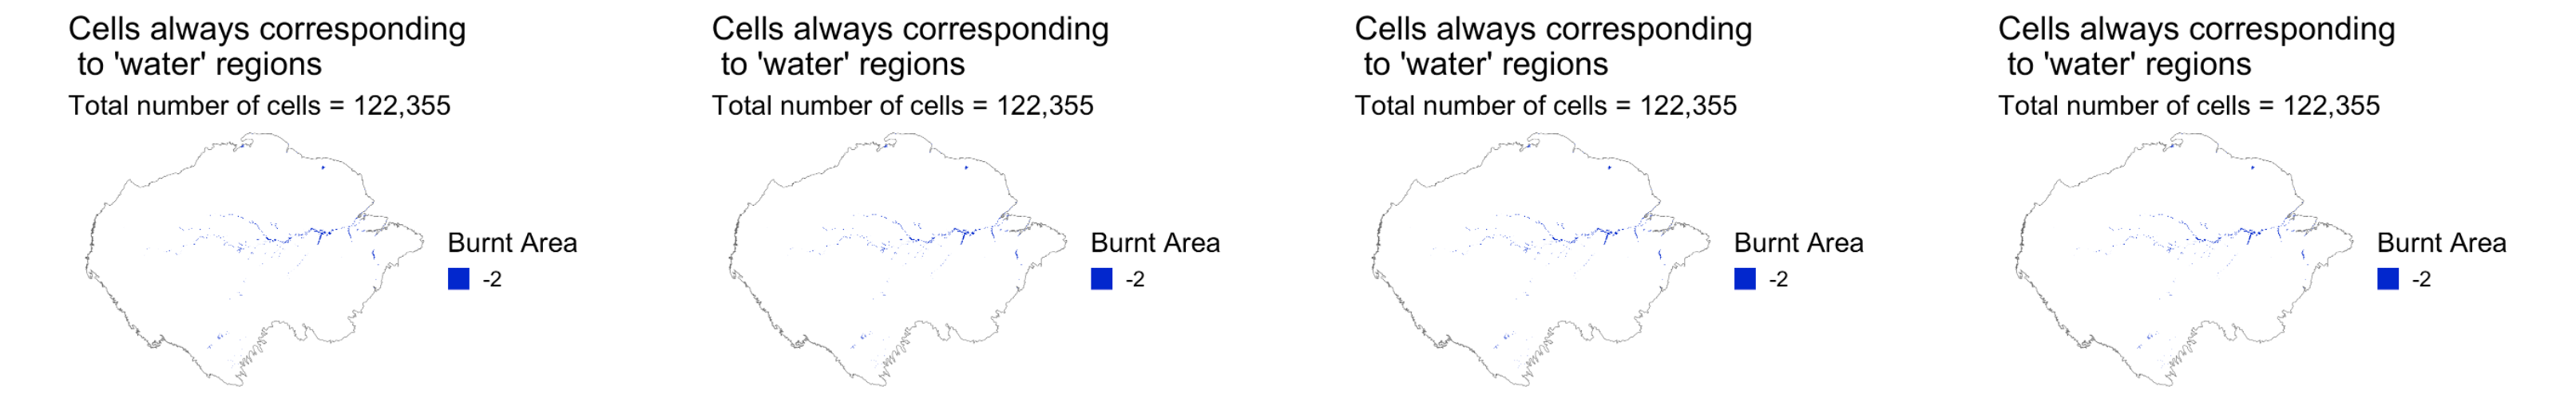 Cells always corresponding
to 'water' regions
Total number of cells = 122,355
Burnt Area
-2
Cells always corresponding
to 'water' regions
Total number of cells = 122,355
Burnt Area
-2
Cells always corresponding
to 'water' regions
Total number of cells = 122,355
Burnt Area
-2
Cells always corresponding
to 'water' regions
Total number of cells = 122,355
Burnt Area
-2